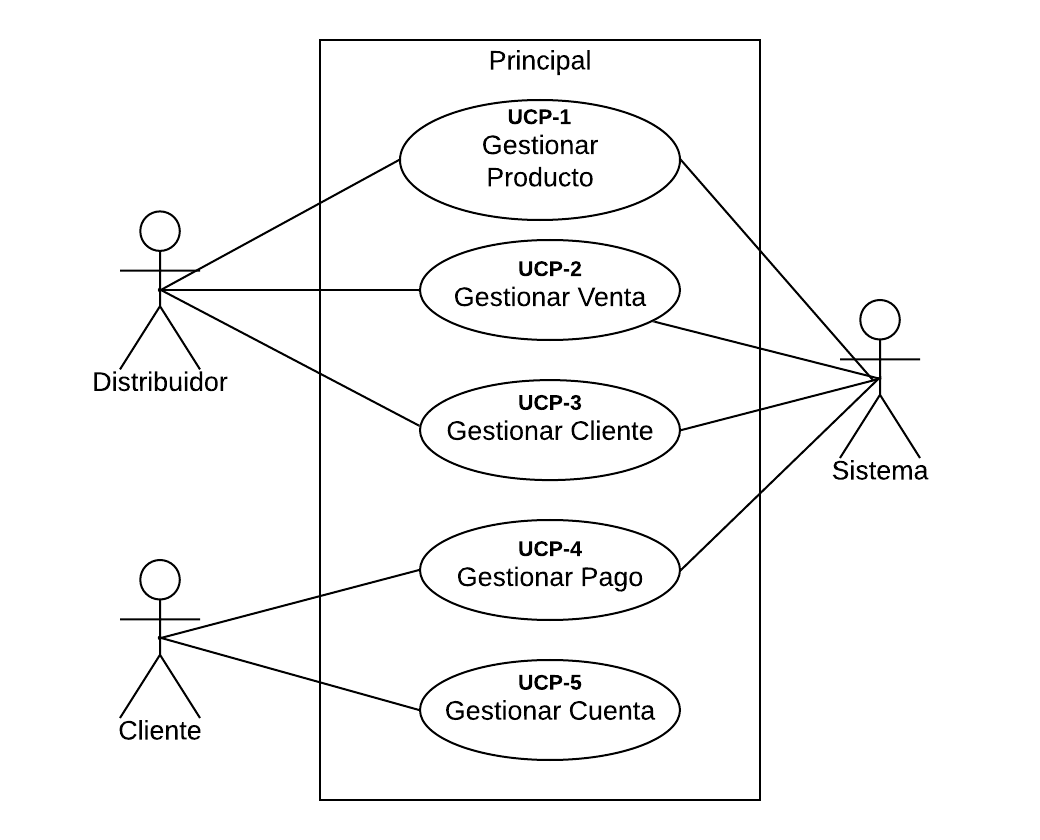 Principal
UCP-1
Gestionar
Producto
UCP-2
Gestionar Venta
Distribuidor
UCP-3
Gestionar Cliente
Sistema
UCP-4
Gestionar Pago
Cliente
UCP-5
Gestionar Cuenta